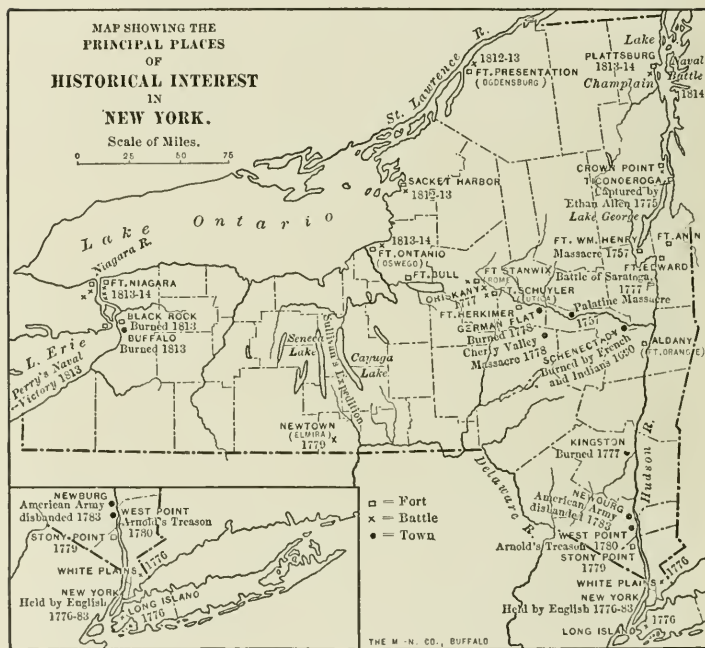 MAP SHOWING THE
PRINCIPAL PLACES
OF
HISTORICAL INTEREST
IN
NEW YORK.
Scale of Miles.
0 25 50 75
St. Lawrence R.
1812-13
FT. PRESENTATION
(OGDENSBURG)
Lake
PLATTSBURG
1813-14
Champlain
Naval
Battle
1814
SACKET HARBOR
1812-13
CROWN POINT
TICONDEROGA
Captured by
Ethan Allen 1775
Lake George
Lake Ontario
Niagara R.
1813-14
FT. ONTARIO
(OSWEGO)
FT. BULL
FT. WM. HENRY
Massacre 1757
FT. ANN
FT. EDWARD
Battle of Saratoga
1777
FT. NIAGARA
1813-14
FT STANWIX
(ROME)
ORISKANY
1777
FT. SCHUYLER
(UTICA)
Palatine Massacre
1757
FT. HERKIMER
GERMAN FLAT
Burned 1778
Cherry Valley
Massacre 1778
SCHENECTADY
Burned by French
and Indians 1690
ALBANY
(FT. ORANGE)
BLACK ROCK
Burned 1813
BUFFALO
Burned 1813
L. Erie
Perry's Naval
Victory 1813
Seneca
Lake
Sullivan's Expedition
Cayuga
Lake
NEWTOWN
(ELMIRA)
1779
KINGSTON
Burned 1777
Hudson R.
Delaware R.
NEWBURG
American Army
disbanded 1783
WEST POINT
Arnold's Treason 1780
STONY POINT
1779
WHITE PLAINS
1776
NEW YORK
Held by English 1776-83
1776
LONG ISLAND
= Fort
× = Battle
= Town
NEWBURG
American Army
disbanded 1783
WEST POINT
Arnold's Treason
1780
STONY POINT
1779
WHITE PLAINS
1776
NEW YORK
Held by English
1776-83
LONG ISLAND
1776
THE M.-N. CO., BUFFALO